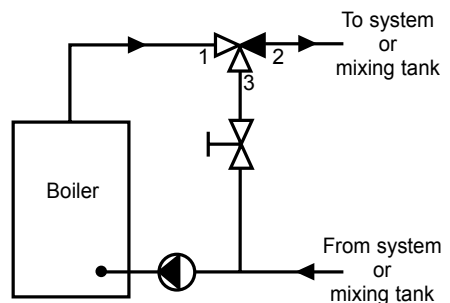 To system
or
mixing tank
1
2
3
Boiler
From system
or
mixing tank